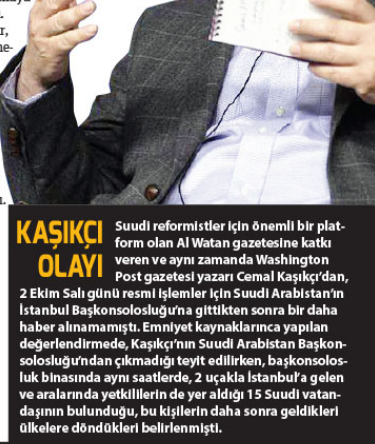 KAŞIKÇI
OLAYI
Suudi reformistler için önemli bir plat-
form olan Al Watan gazetesine katkı
veren ve aynı zamanda Washington
Post gazetesi yazarı Cemal Kaşıkçı'dan,
2 Ekim Salı günü resmi işlemler için Suudi Arabistan'ın
İstanbul Başkonsolosluğu'na gittikten sonra bir daha
haber alınamamıştı. Emniyet kaynaklarınca yapılan
değerlendirmede, Kaşıkçı'nın Suudi Arabistan Başkon-
solosluğu'ndan çıkmadığı teyit edilirken, başkonsolos-
luk binasında aynı saatlerde, 2 uçakla İstanbul'a gelen
ve aralarında yetkililerin de yer aldığı 15 Suudi vatan-
daşının bulunduğu, bu kişilerin daha sonra geldikleri
ülkelere döndükleri belirlenmişti.